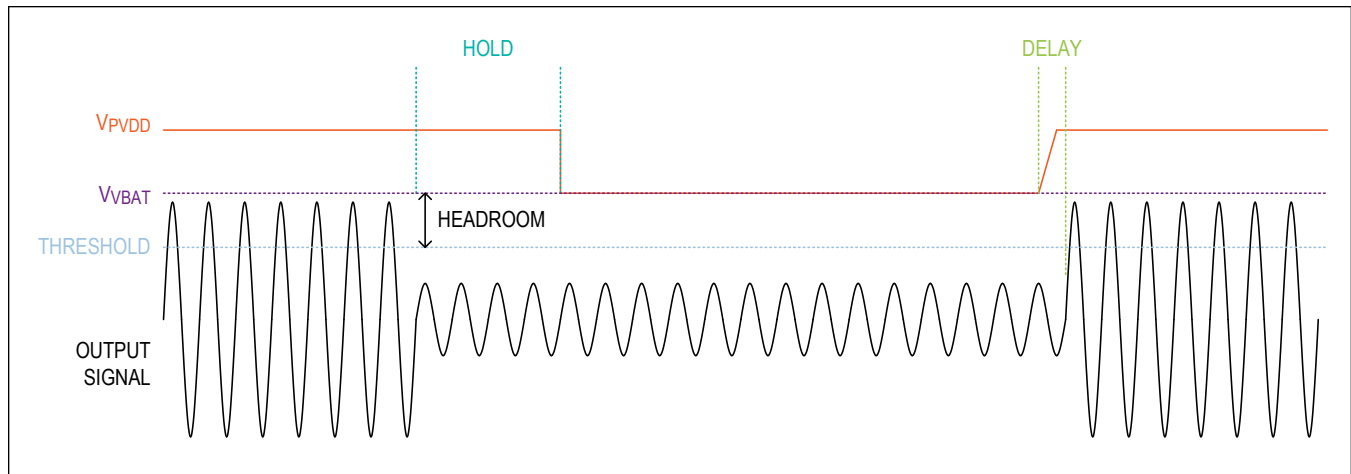 HOLD
DELAY
VPVDD
VVBAT
HEADROOM
THRESHOLD
OUTPUT
SIGNAL